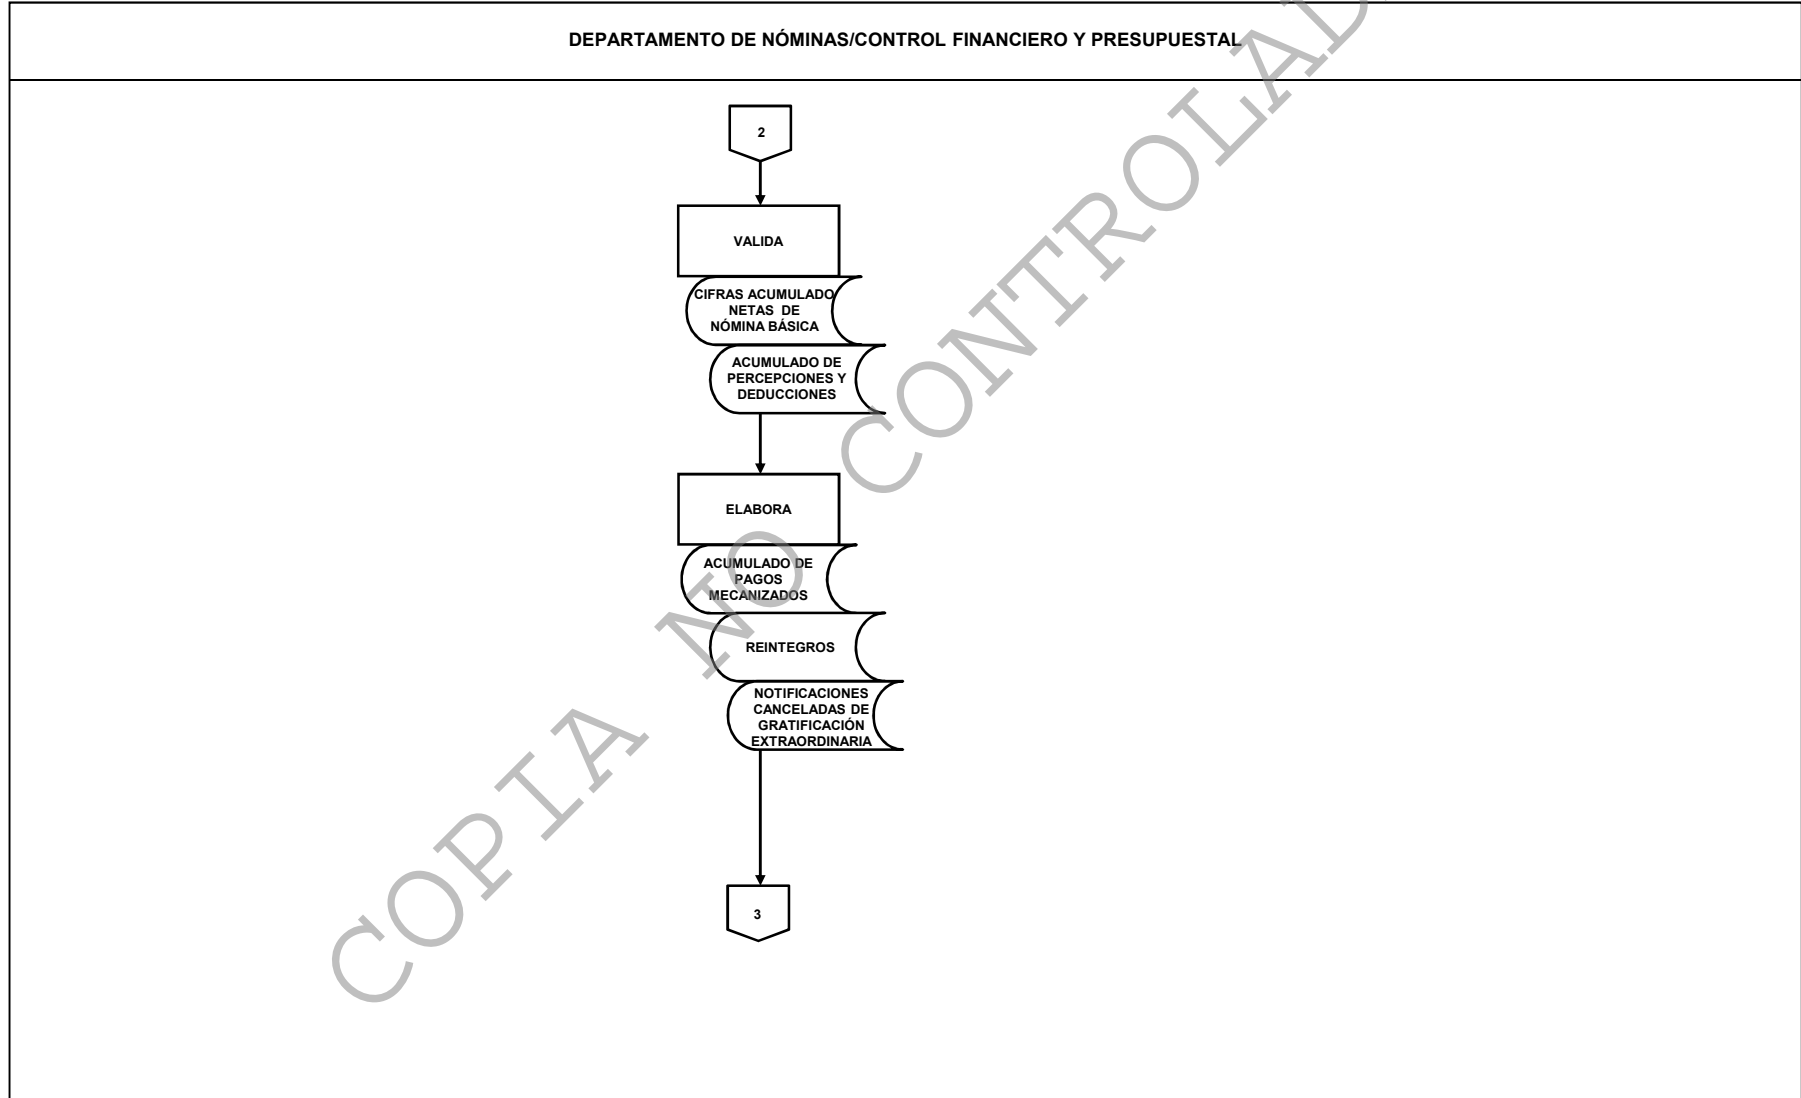 DEPARTAMENTO DE NÓMINAS/CONTROL FINANCIERO Y PRESUPUESTAL
2
VALIDA
CIFRAS ACUMULADO
NETAS DE
NÓMINA BÁSICA
ACUMULADO DE
PERCEPCIONES Y
DEDUCCIONES
ELABORA
ACUMULADO DE
PAGOS
MECANIZADOS
REINTEGROS
NOTIFICACIONES
CANCELADAS DE
GRATIFICACIÓN
EXTRAORDINARIA
3
COPIA NO CONTROLAD